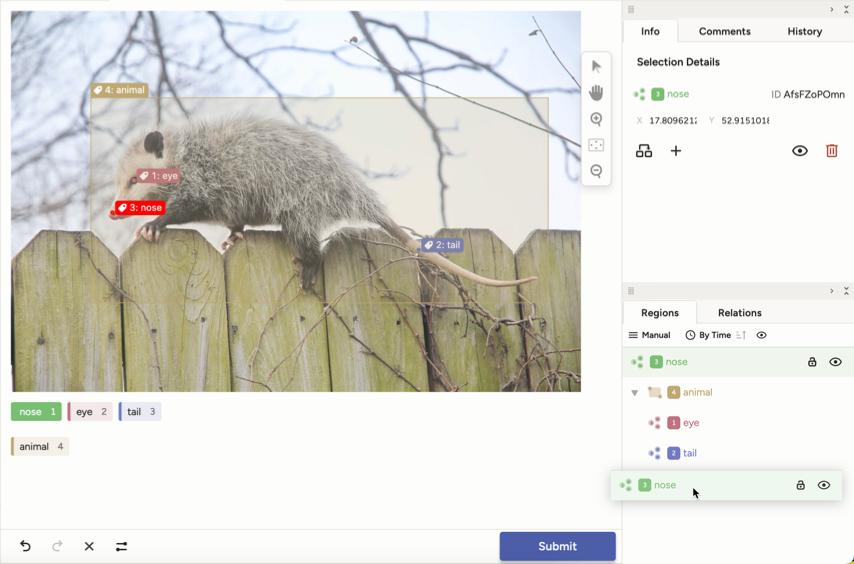 4: animal
1: eye
3: nose
2: tail
nose 1 eye 2 tail 3
animal 4
Submit
Info Comments History
Selection Details
3 nose ID AfsFZoPOmn
X 17.8096212 Y 52.9151018
Regions Relations
Manual By Time
3 nose
4 animal
1 eye
2 tail
3 nose